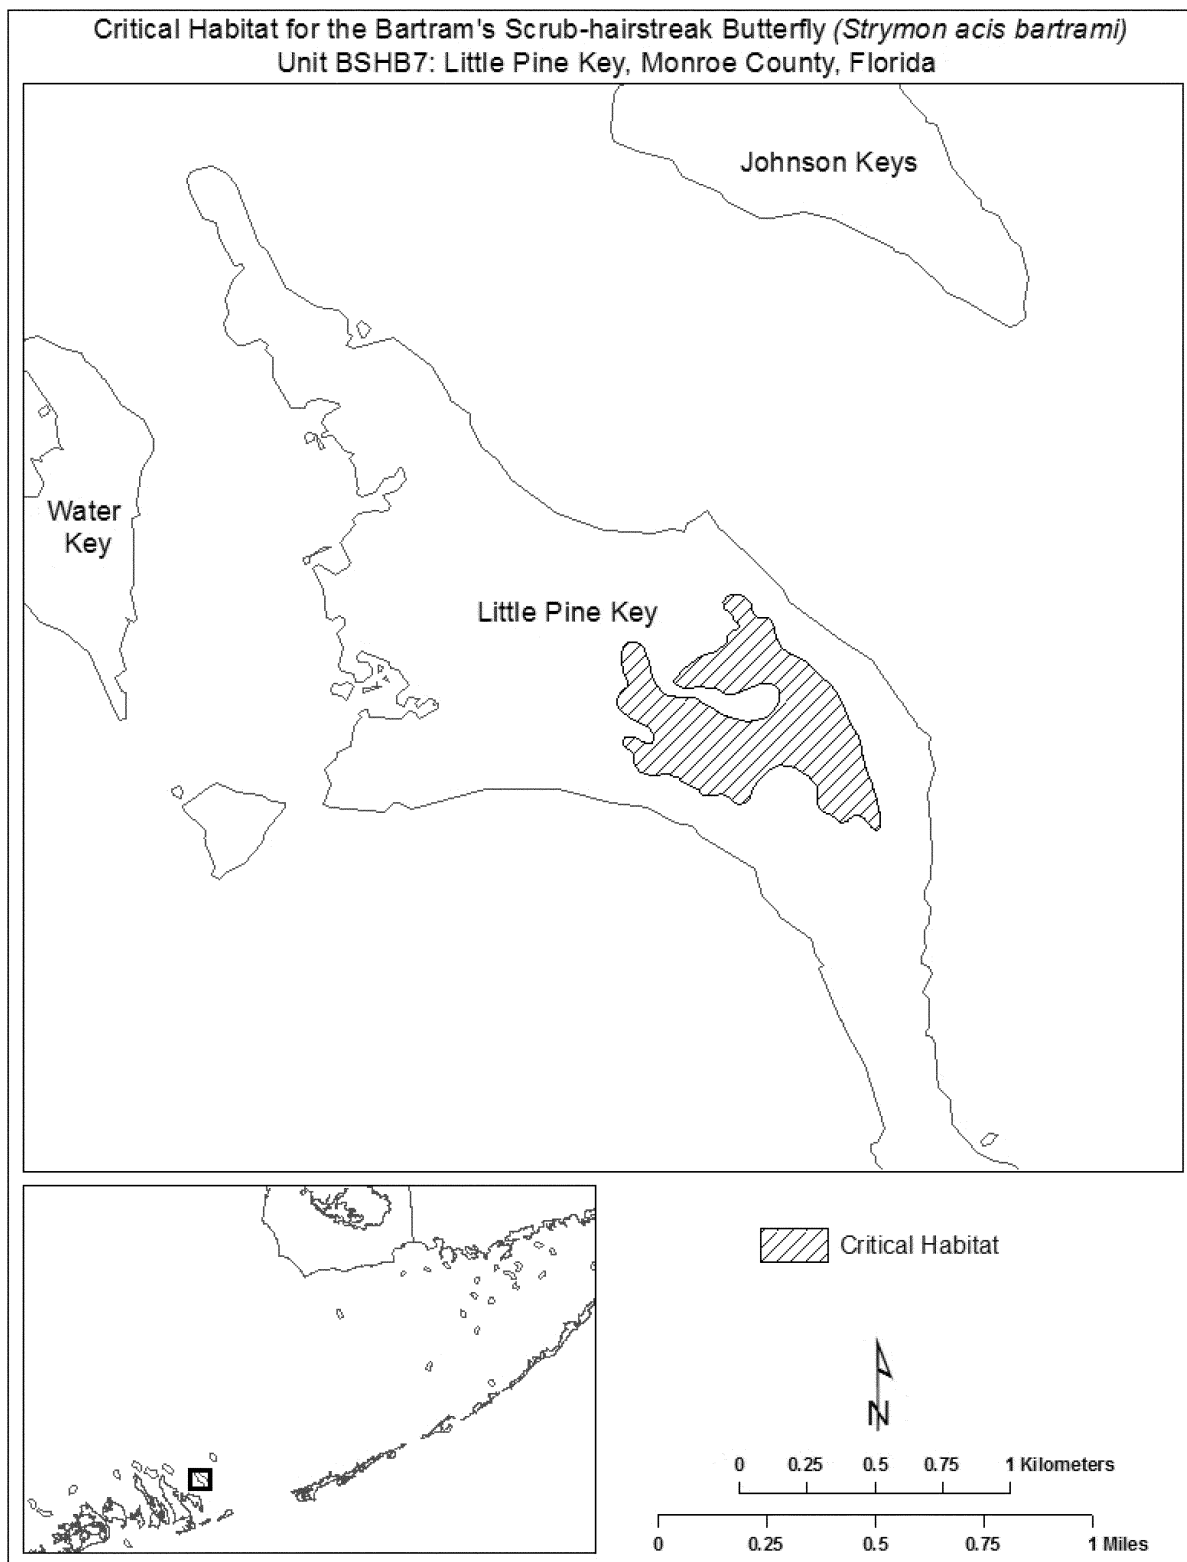 Critical Habitat for the Bartram's Scrub-hairstreak Butterfly (Strymon acis bartrami)
Unit BSHB7: Little Pine Key, Monroe County, Florida
Johnson Keys
Water
Key
Little Pine Key
Critical Habitat
N
0 0.25 0.5 0.75 1 Kilometers
0 0.25 0.5 0.75 1 Miles